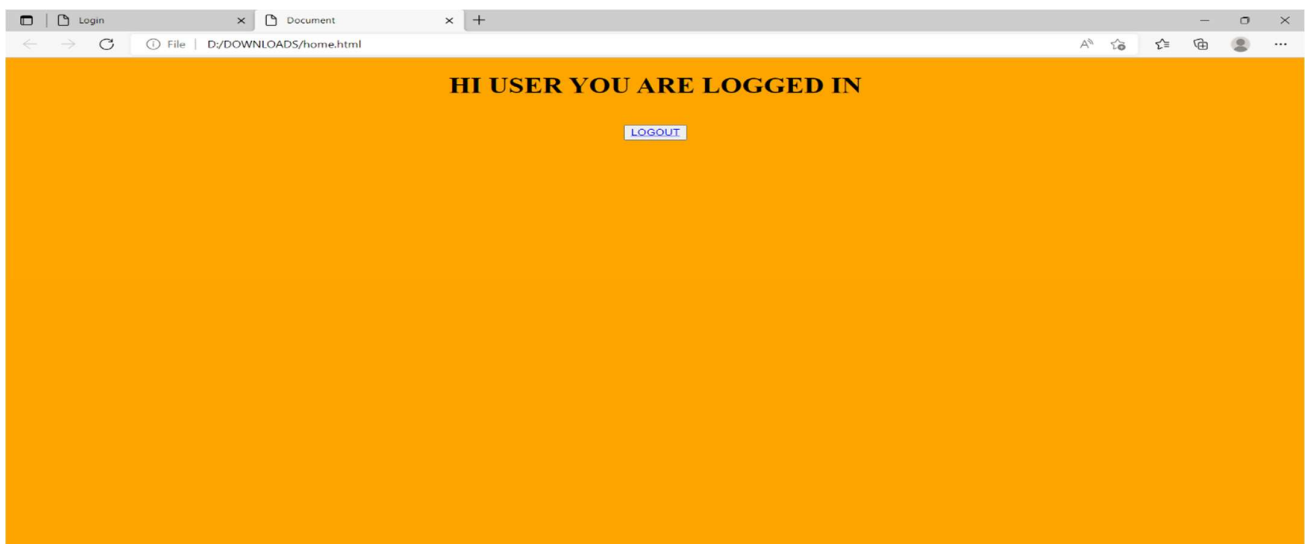 Login
Document
File
D:/DOWNLOADS/home.html
HI USER YOU ARE LOGGED IN
LOGOUT